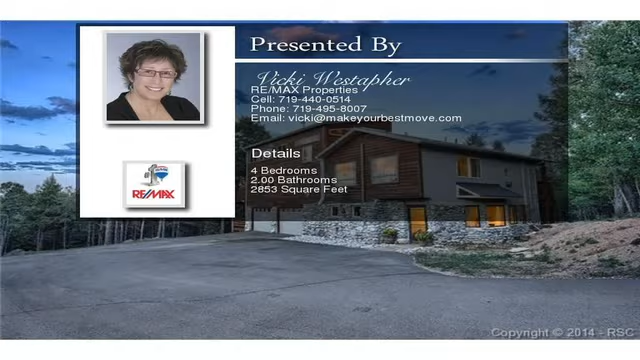 Presented By
Vicki Westapher
RE/MAX Properties
Cell: 719-440-0514
Phone: 719-495-8007
Email: vicki@makeyourbestmove.com
Details
4 Bedrooms
2.00 Bathrooms
2853 Square Feet
RE/MAX
Copyright © 2014 - RSC